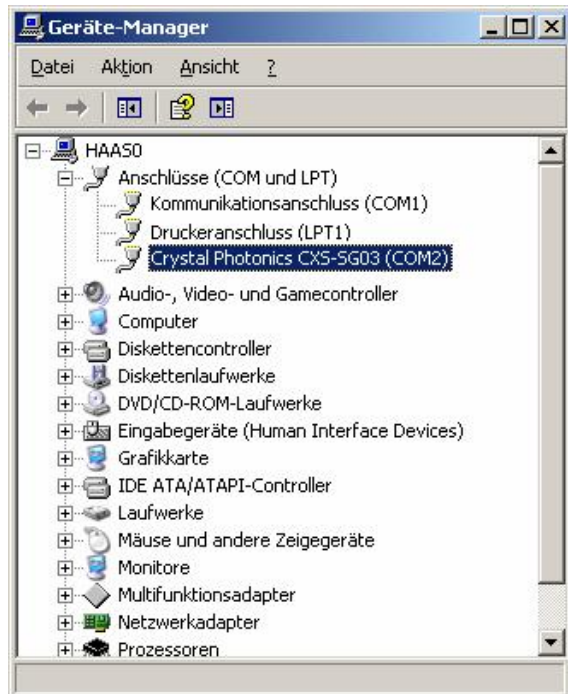 Geräte-Manager
Datei Aktion Ansicht ?
HAAS0
Anschlüsse (COM und LPT)
Kommunikationsanschluss (COM1)
Druckeranschluss (LPT1)
Crystal Photonics CXS-SG03 (COM2)
Audio-, Video- und Gamecontroller
Computer
Diskettencontroller
Diskettenlaufwerke
DVD/CD-ROM-Laufwerke
Eingabegeräte (Human Interface Devices)
Grafikkarte
IDE ATA/ATAPI-Controller
Laufwerke
Mäuse und andere Zeigegeräte
Monitore
Multifunktionsadapter
Netzwerkadapter
Prozessoren